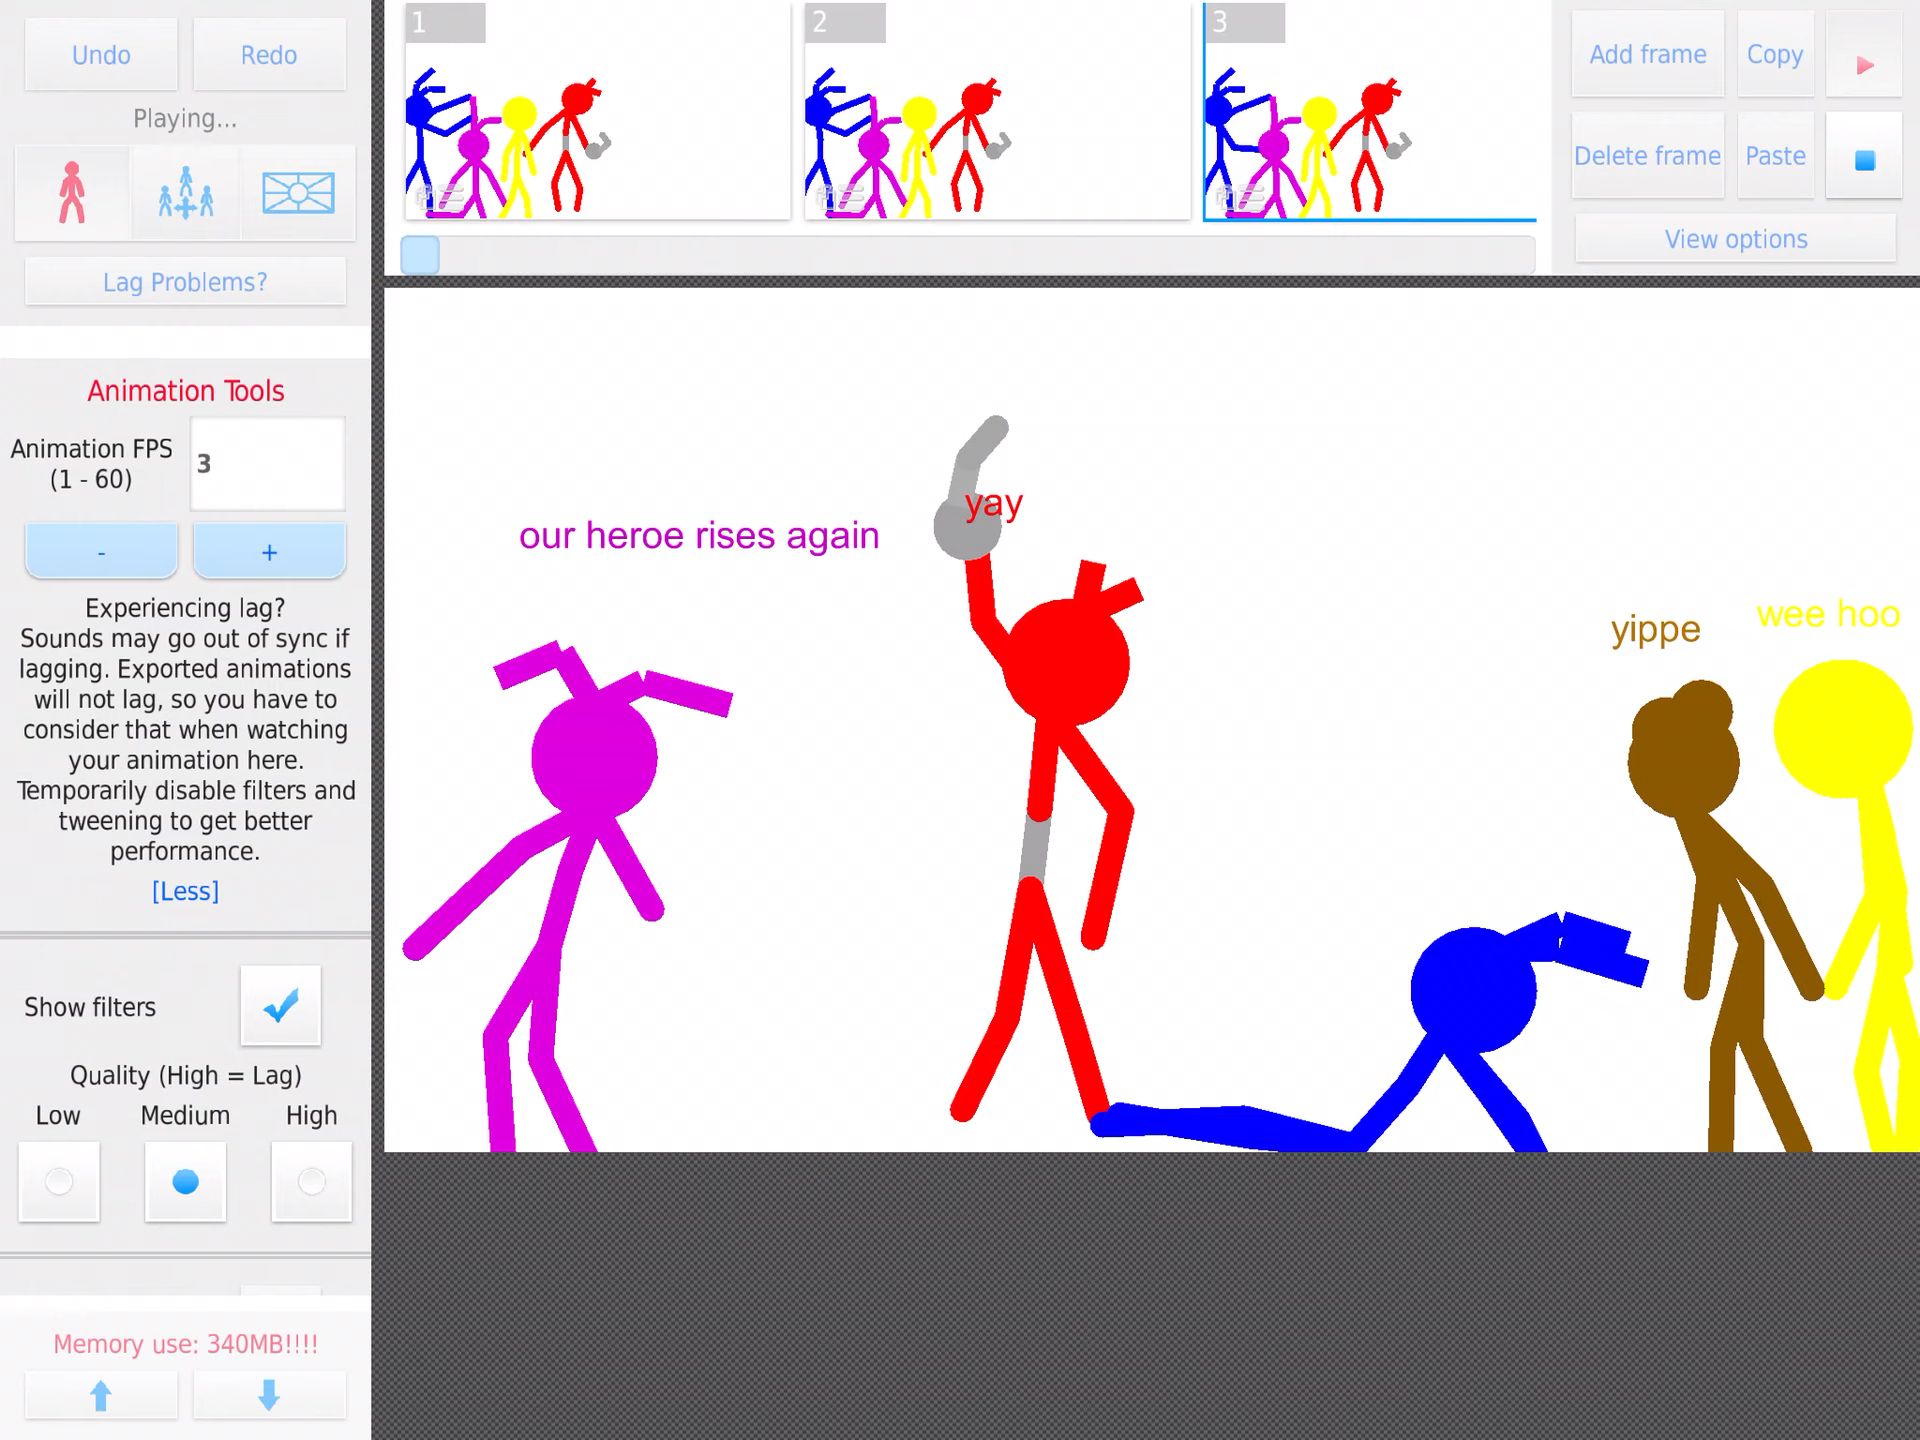 Undo
Redo
Playing...
Lag Problems?
1
2
3
Add frame
Copy
Delete frame
Paste
View options
Animation Tools
Animation FPS
(1 - 60)
3
-
+
Experiencing lag?
Sounds may go out of sync if
lagging. Exported animations
will not lag, so you have to
consider that when watching
your animation here.
Temporarily disable filters and
tweening to get better
performance.
[Less]
Show filters
Quality (High = Lag)
Low
Medium
High
Memory use: 340MB!!!!
yay
our heroe rises again
yippe
wee hoo